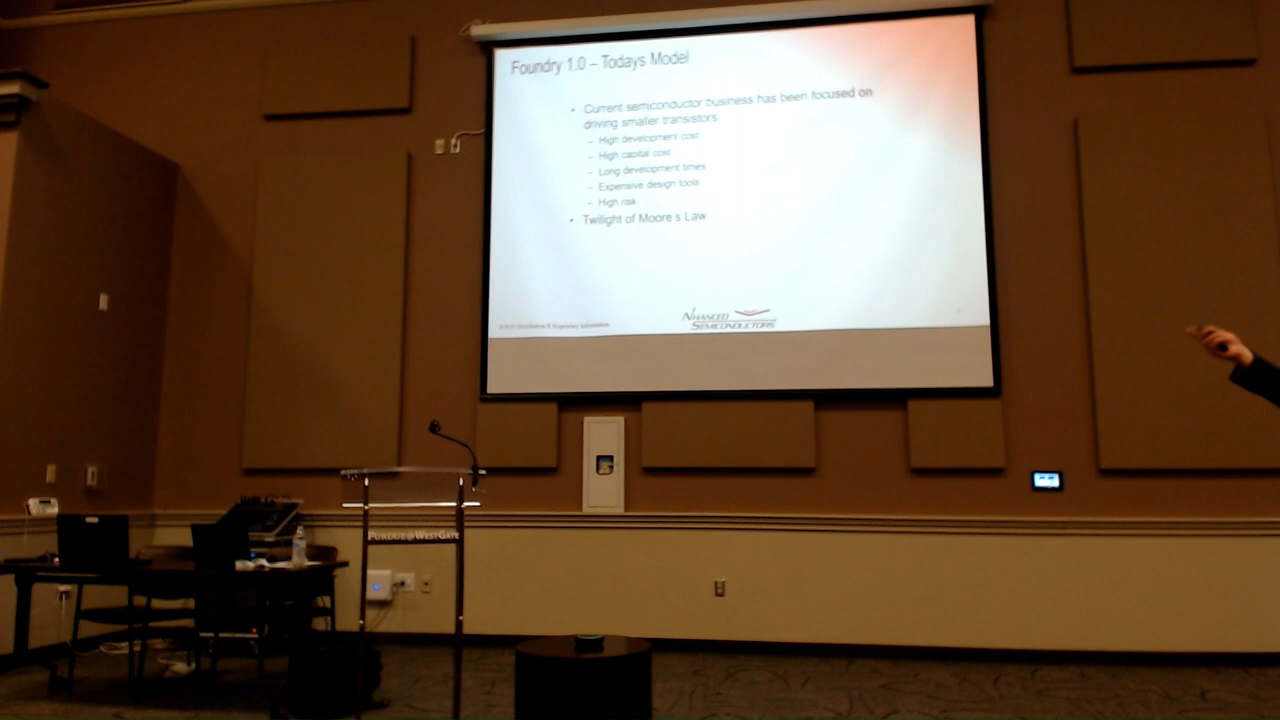 Foundry 1.0 – Todays Model
• Current semiconductor business has been focused on
driving smaller transistors
– High development cost
– High capital cost
– Long development times
– Expensive design tools
– High risk
• Twilight of Moore's Law
NHANCED
SEMICONDUCTORS
PURDUE@WESTGATE